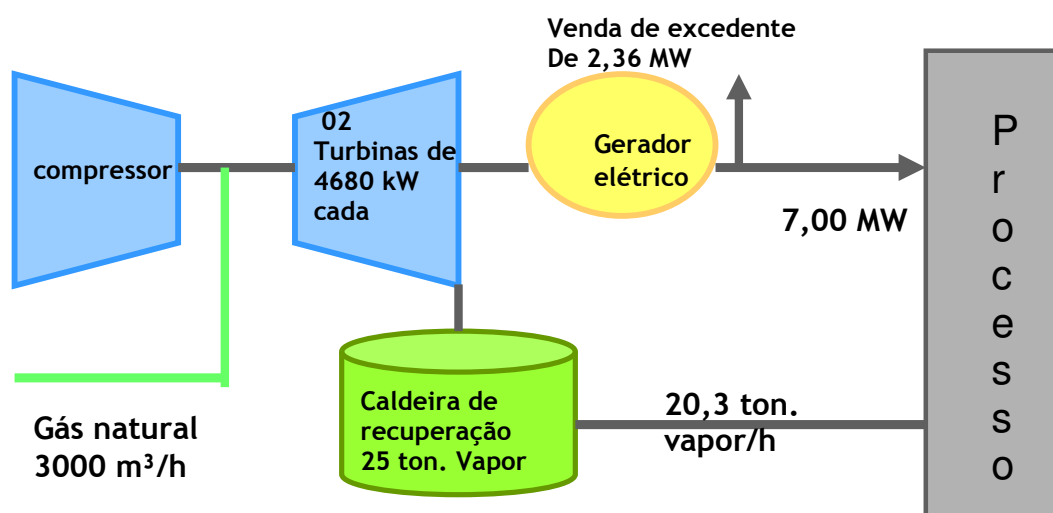 Venda de excedente
De 2,36 MW
compressor
02
Turbinas de
4680 kW
cada
Gerador
elétrico
7,00 MW
P
r
o
c
e
s
s
o
Gás natural
3000 m³/h
Caldeira de
recuperação
25 ton. Vapor
20,3 ton.
vapor/h